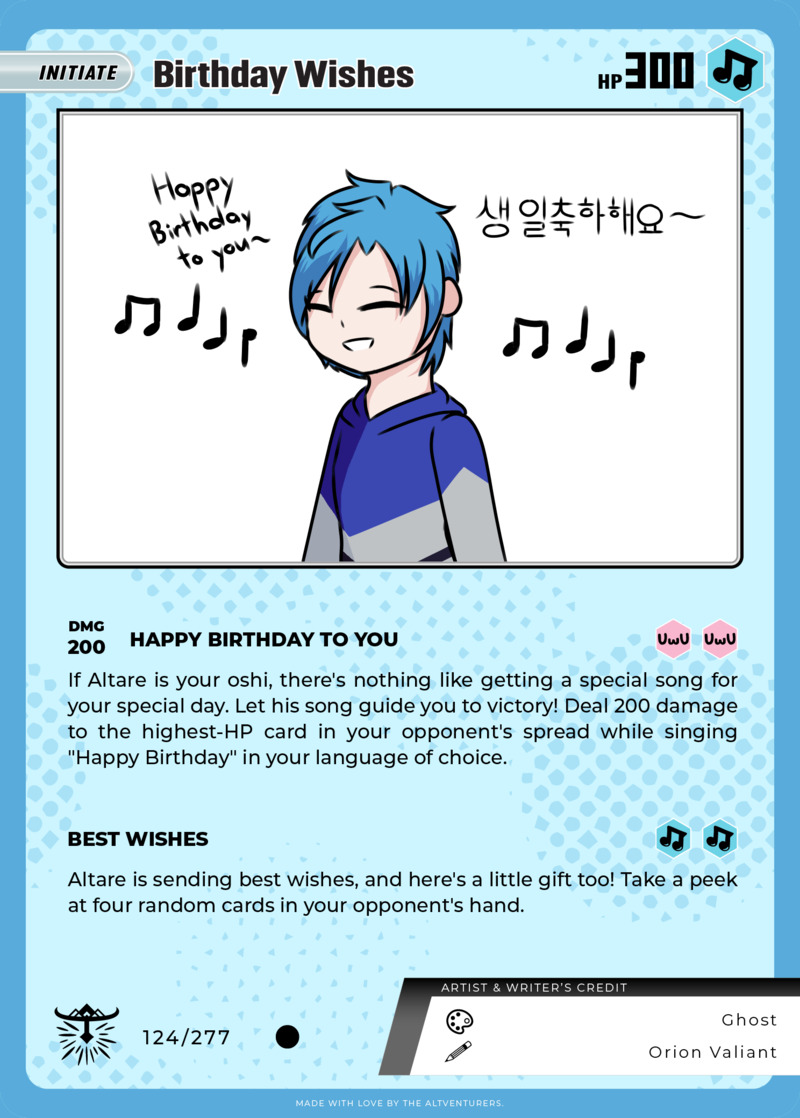 INITIATE
Birthday Wishes
HP 300
Happy
Birthday
to you~
생일축하해요~
DMG
200
HAPPY BIRTHDAY TO YOU
UwU UwU
If Altare is your oshi, there's nothing like getting a special song for
your special day. Let his song guide you to victory! Deal 200 damage
to the highest-HP card in your opponent's spread while singing
"Happy Birthday" in your language of choice.
BEST WISHES
Altare is sending best wishes, and here's a little gift too! Take a peek
at four random cards in your opponent's hand.
124/277
ARTIST & WRITER'S CREDIT
Ghost
Orion Valiant
MADE WITH LOVE BY THE ALTVENTURERS.